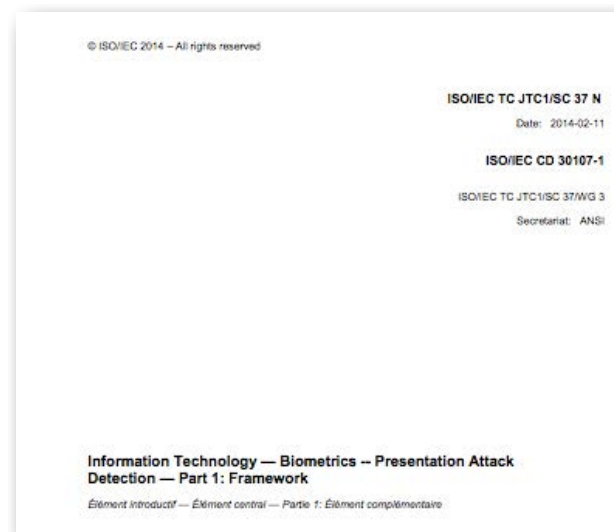 © ISO/IEC 2014 – All rights reserved
ISO/IEC TC JTC1/SC 37 N
Date: 2014-02-11
ISO/IEC CD 30107-1
ISO/IEC TC JTC1/SC 37/WG 3
Secretariat: ANSI
Information Technology — Biometrics -- Presentation Attack
Detection — Part 1: Framework
Élément introductif — Élément central — Partie 1: Élément complémentaire